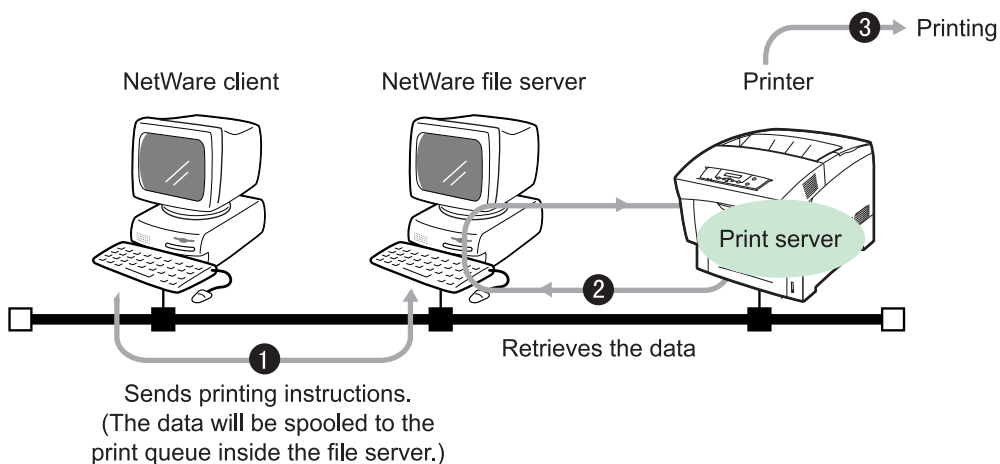 3 Printing
NetWare client
NetWare file server
Printer
Print server
2
Retrieves the data
1
Sends printing instructions.
(The data will be spooled to the
print queue inside the file server.)